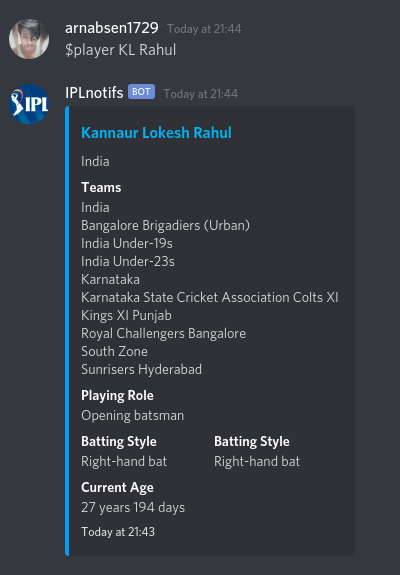 arnabsen1729 Today at 21:44
$player KL Rahul
IPL
IPLnotifs BOT Today at 21:44
Kannaur Lokesh Rahul
India
Teams
India
Bangalore Brigadiers (Urban)
India Under-19s
India Under-23s
Karnataka
Karnataka State Cricket Association Colts XI
Kings XI Punjab
Royal Challengers Bangalore
South Zone
Sunrisers Hyderabad
Playing Role
Opening batsman
Batting Style Batting Style
Right-hand bat Right-hand bat
Current Age
27 years 194 days
Today at 21:43